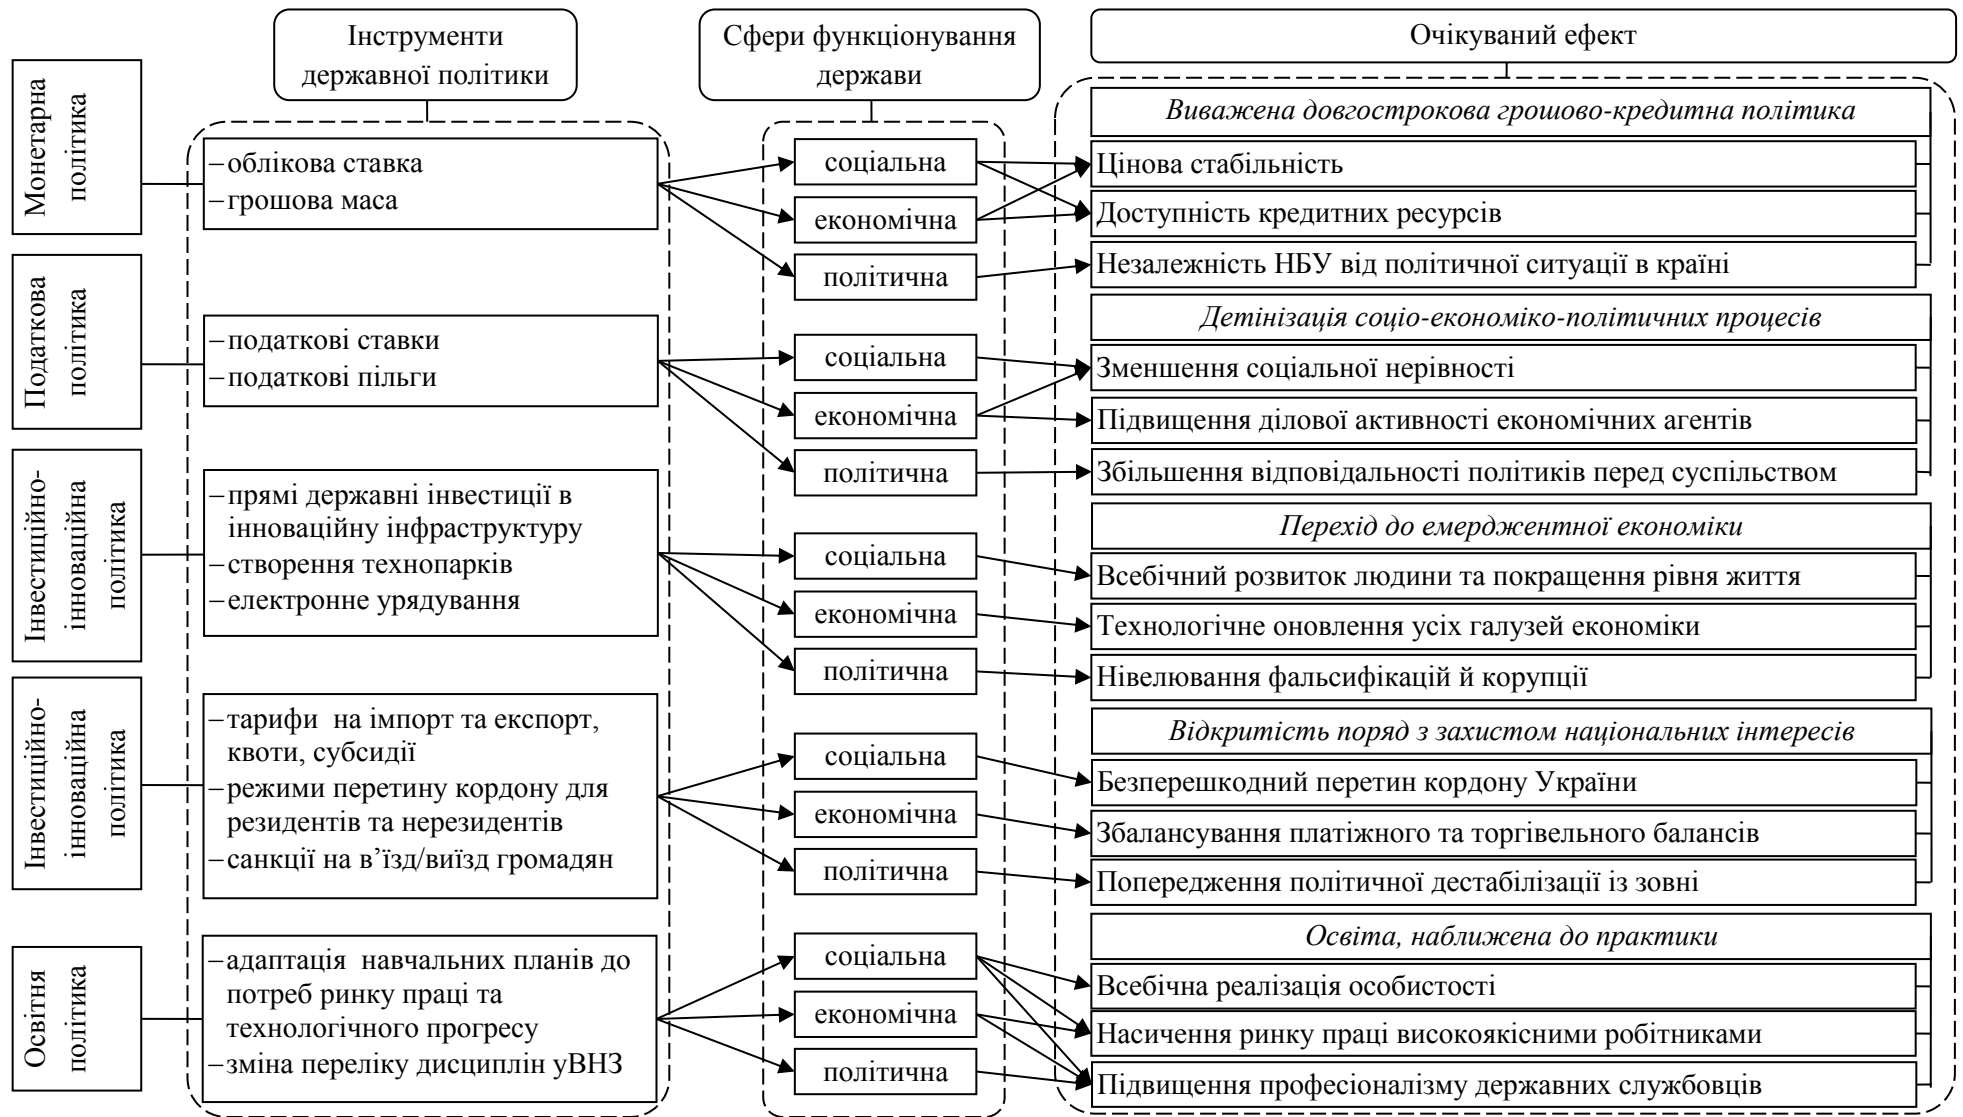 Інструменти
державної політики
Сфери функціонування
держави
Очікуваний ефект
Монетарна
політика
–облікова ставка
–грошова маса
соціальна
економічна
політична
Виважена довгострокова грошово-кредитна політика
Цінова стабільність
Доступність кредитних ресурсів
Незалежність НБУ від політичної ситуації в країні
Податкова
політика
–податкові ставки
–податкові пільги
соціальна
економічна
політична
Детінізація соціо-економіко-політичних процесів
Зменшення соціальної нерівності
Підвищення ділової активності економічних агентів
Збільшення відповідальності політиків перед суспільством
Інвестиційно-
інноваційна
політика
–прямі державні інвестиції в
інноваційну інфраструктуру
–створення технопарків
–електронне урядування
соціальна
економічна
політична
Перехід до емерджентної економіки
Всебічний розвиток людини та покращення рівня життя
Технологічне оновлення усіх галузей економіки
Нівелювання фальсифікацій й корупції
Інвестиційно-
інноваційна
політика
–тарифи на імпорт та експорт,
квоти, субсидії
–режими перетину кордону для
резидентів та нерезидентів
–санкції на в’їзд/виїзд громадян
соціальна
економічна
політична
Відкритість поряд з захистом національних інтересів
Безперешкодний перетин кордону України
Збалансування платіжного та торгівельного балансів
Попередження політичної дестабілізації із зовні
Освітня
політика
–адаптація навчальних планів до
потреб ринку праці та
технологічного прогресу
–зміна переліку дисциплін уВНЗ
соціальна
економічна
політична
Освіта, наближена до практики
Всебічна реалізація особистості
Насичення ринку праці високоякісними робітниками
Підвищення професіоналізму державних службовців